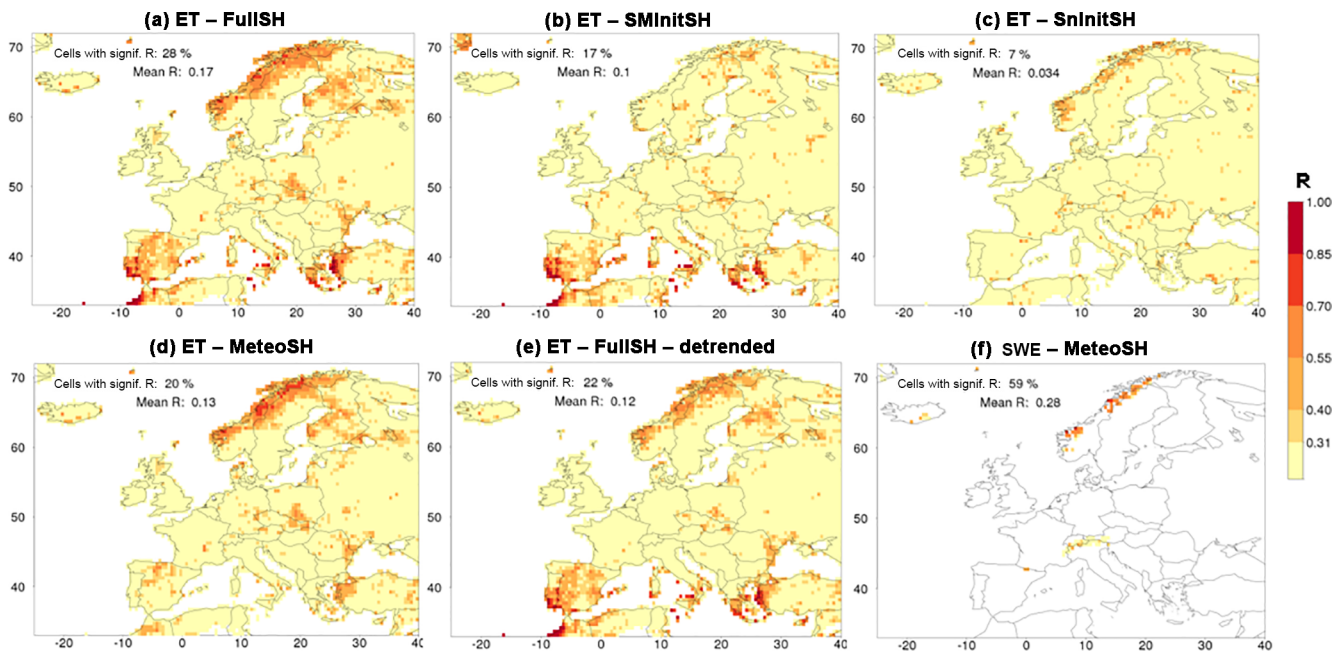 (a) ET – FullSH
(b) ET – SMInitSH
(c) ET – SnInitSH
70
60
50
40
Cells with signif. R: 28 %
Mean R: 0.17
-20 -10 0 10 20 30 40
70
60
50
40
Cells with signif. R: 17 %
Mean R: 0.1
-20 -10 0 10 20 30 40
70
60
50
40
Cells with signif. R: 7 %
Mean R: 0.034
-20 -10 0 10 20 30 40
R
1.00
0.85
0.70
0.55
0.40
0.31
(d) ET – MeteoSH
(e) ET – FullSH – detrended
(f) SWE – MeteoSH
70
60
50
40
Cells with signif. R: 20 %
Mean R: 0.13
-20 -10 0 10 20 30 40
70
60
50
40
Cells with signif. R: 22 %
Mean R: 0.12
-20 -10 0 10 20 30 40
70
60
50
40
Cells with signif. R: 59 %
Mean R: 0.28
-20 -10 0 10 20 30 40